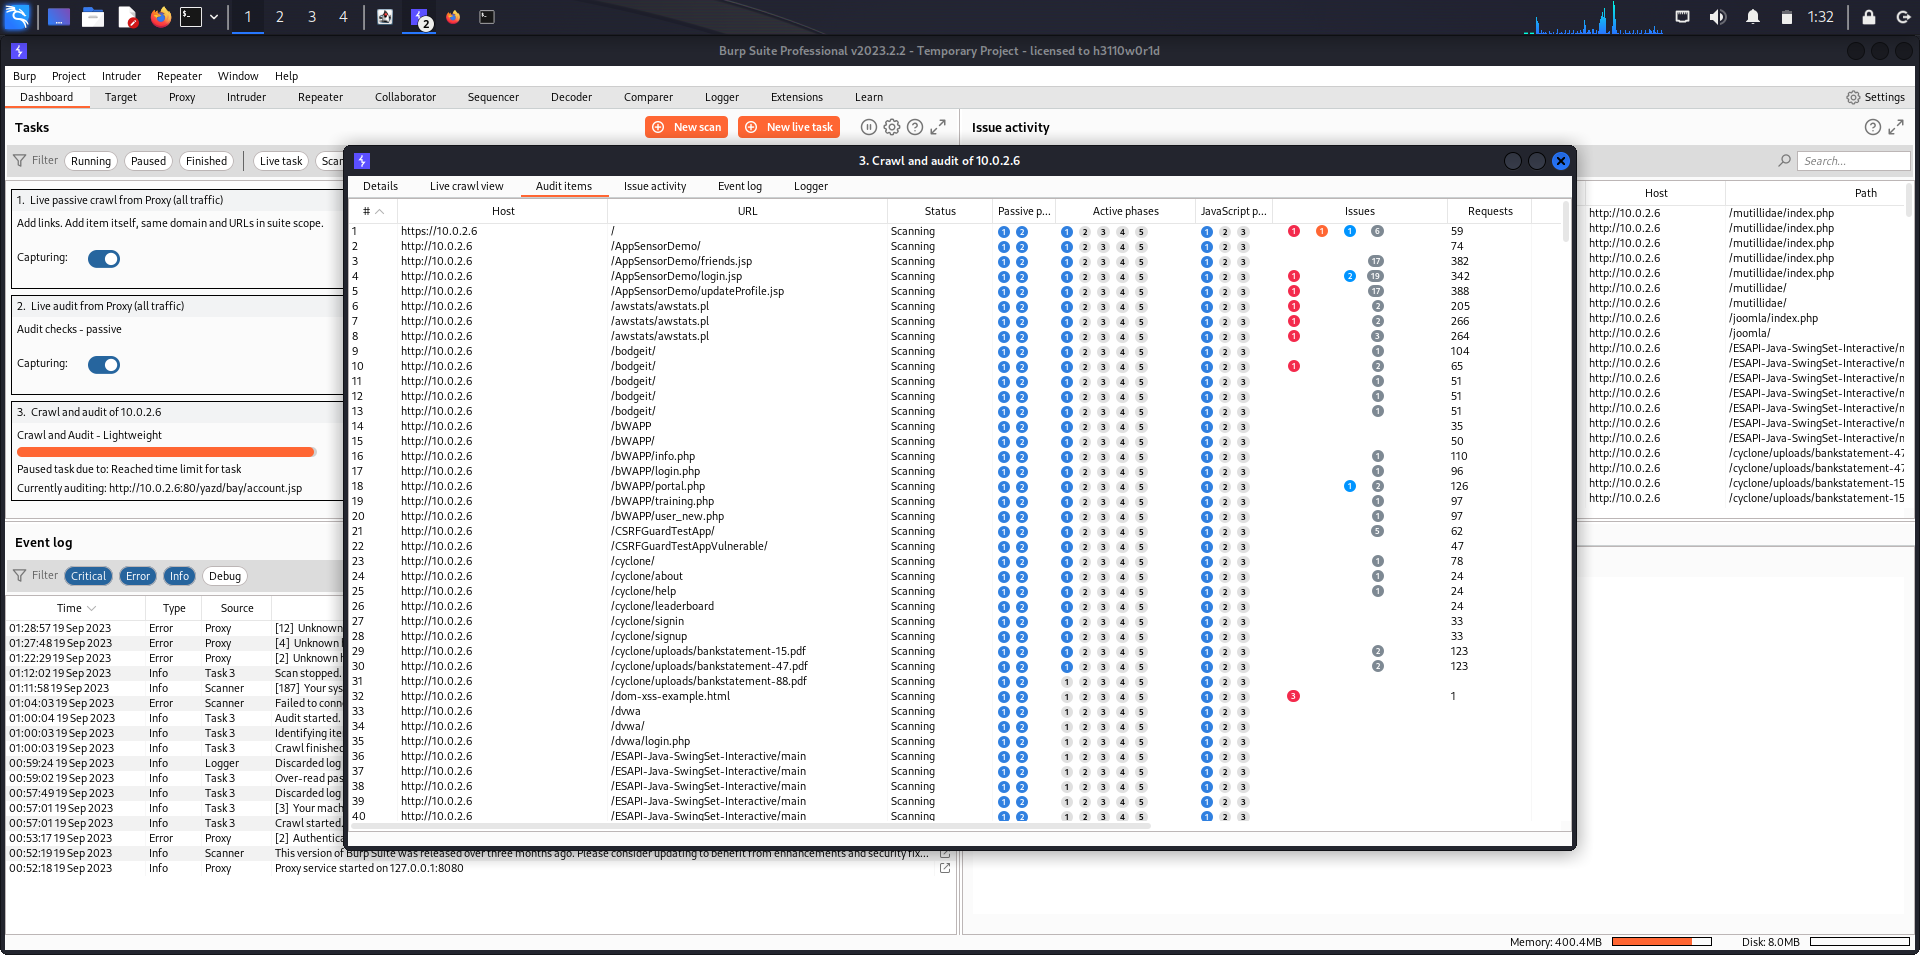 1 2 3 4 2 1:32
Burp Suite Professional v2023.2.2 - Temporary Project - licensed to h3110w0r1d
Burp Project Intruder Repeater Window Help
Dashboard Target Proxy Intruder Repeater Collaborator Sequencer Decoder Comparer Logger Extensions Learn Settings
Tasks New scan New live task
Filter Running Paused Finished Live task
1. Live passive crawl from Proxy (all traffic)
Add links. Add item itself, same domain and URLs in suite scope.
Capturing:
2. Live audit from Proxy (all traffic)
Audit checks - passive
Capturing:
3. Crawl and audit of 10.0.2.6
Crawl and Audit - Lightweight
Paused task due to: Reached time limit for task
Currently auditing: http://10.0.2.6:80/yazd/bay/account.jsp
Event log
Filter Critical Error Info Debug
Time Type Source
01:28:57 19 Sep 2023 Error Proxy [12] Unknown
01:27:48 19 Sep 2023 Error Proxy [4] Unknown
01:22:29 19 Sep 2023 Error Proxy [2] Unknown
01:12:02 19 Sep 2023 Info Task 3 Scan stopped.
01:11:58 19 Sep 2023 Info Scanner [187] Your sys
01:04:03 19 Sep 2023 Error Scanner Failed to conn
01:00:04 19 Sep 2023 Info Task 3 Audit started.
01:00:03 19 Sep 2023 Info Task 3 Identifying ite
01:00:03 19 Sep 2023 Info Task 3 Crawl finished
00:59:24 19 Sep 2023 Info Logger Discarded log
00:59:02 19 Sep 2023 Info Task 3 Over-read pas
00:57:49 19 Sep 2023 Info Task 3 Discarded log
00:57:01 19 Sep 2023 Info Task 3 [3] Your mach
00:57:01 19 Sep 2023 Info Task 3 Crawl started.
00:53:17 19 Sep 2023 Error Proxy [2] Authentica
00:52:19 19 Sep 2023 Info Scanner This version of Burp Suite was released over three months ago. Please consider updating to benefit from enhancements and security fix...
00:52:18 19 Sep 2023 Info Proxy Proxy service started on 127.0.0.1:8080
3. Crawl and audit of 10.0.2.6
Details Live crawl view Audit items Issue activity Event log Logger
# Host URL Status Passive p... Active phases JavaScript p... Issues Requests
1 https://10.0.2.6 / Scanning 1 2 1 2 3 4 5 1 2 3 1 1 1 6 59
2 http://10.0.2.6 /AppSensorDemo/ Scanning 1 2 1 2 3 4 5 1 2 3 74
3 http://10.0.2.6 /AppSensorDemo/friends.jsp Scanning 1 2 1 2 3 4 5 1 2 3 17 382
4 http://10.0.2.6 /AppSensorDemo/login.jsp Scanning 1 2 1 2 3 4 5 1 2 3 1 2 19 342
5 http://10.0.2.6 /AppSensorDemo/updateProfile.jsp Scanning 1 2 1 2 3 4 5 1 2 3 1 17 388
6 http://10.0.2.6 /awstats/awstats.pl Scanning 1 2 1 2 3 4 5 1 2 3 1 2 205
7 http://10.0.2.6 /awstats/awstats.pl Scanning 1 2 1 2 3 4 5 1 2 3 1 2 266
8 http://10.0.2.6 /awstats/awstats.pl Scanning 1 2 1 2 3 4 5 1 2 3 1 3 264
9 http://10.0.2.6 /bodgeit/ Scanning 1 2 1 2 3 4 5 1 2 3 1 104
10 http://10.0.2.6 /bodgeit/ Scanning 1 2 1 2 3 4 5 1 2 3 1 2 65
11 http://10.0.2.6 /bodgeit/ Scanning 1 2 1 2 3 4 5 1 2 3 1 51
12 http://10.0.2.6 /bodgeit/ Scanning 1 2 1 2 3 4 5 1 2 3 1 51
13 http://10.0.2.6 /bodgeit/ Scanning 1 2 1 2 3 4 5 1 2 3 1 51
14 http://10.0.2.6 /bWAPP Scanning 1 2 1 2 3 4 5 1 2 3 35
15 http://10.0.2.6 /bWAPP/ Scanning 1 2 1 2 3 4 5 1 2 3 50
16 http://10.0.2.6 /bWAPP/info.php Scanning 1 2 1 2 3 4 5 1 2 3 1 110
17 http://10.0.2.6 /bWAPP/login.php Scanning 1 2 1 2 3 4 5 1 2 3 1 96
18 http://10.0.2.6 /bWAPP/portal.php Scanning 1 2 1 2 3 4 5 1 2 3 1 2 126
19 http://10.0.2.6 /bWAPP/training.php Scanning 1 2 1 2 3 4 5 1 2 3 1 97
20 http://10.0.2.6 /bWAPP/user_new.php Scanning 1 2 1 2 3 4 5 1 2 3 1 97
21 http://10.0.2.6 /CSRFGuardTestApp/ Scanning 1 2 1 2 3 4 5 1 2 3 5 62
22 http://10.0.2.6 /CSRFGuardTestAppVulnerable/ Scanning 1 2 1 2 3 4 5 1 2 3 47
23 http://10.0.2.6 /cyclone/ Scanning 1 2 1 2 3 4 5 1 2 3 1 78
24 http://10.0.2.6 /cyclone/about Scanning 1 2 1 2 3 4 5 1 2 3 1 24
25 http://10.0.2.6 /cyclone/help Scanning 1 2 1 2 3 4 5 1 2 3 1 24
26 http://10.0.2.6 /cyclone/leaderboard Scanning 1 2 1 2 3 4 5 1 2 3 24
27 http://10.0.2.6 /cyclone/signin Scanning 1 2 1 2 3 4 5 1 2 3 33
28 http://10.0.2.6 /cyclone/signup Scanning 1 2 1 2 3 4 5 1 2 3 33
29 http://10.0.2.6 /cyclone/uploads/bankstatement-15.pdf Scanning 1 2 1 2 3 4 5 1 2 3 2 123
30 http://10.0.2.6 /cyclone/uploads/bankstatement-47.pdf Scanning 1 2 1 2 3 4 5 1 2 3 2 123
31 http://10.0.2.6 /cyclone/uploads/bankstatement-88.pdf Scanning 1 2 1 2 3 4 5 1 2 3
32 http://10.0.2.6 /dom-xss-example.html Scanning 1 2 1 2 3 4 5 1 2 3 3 1
33 http://10.0.2.6 /dvwa Scanning 1 2 1 2 3 4 5 1 2 3
34 http://10.0.2.6 /dvwa/ Scanning 1 2 1 2 3 4 5 1 2 3
35 http://10.0.2.6 /dvwa/login.php Scanning 1 2 1 2 3 4 5 1 2 3
36 http://10.0.2.6 /ESAPI-Java-SwingSet-Interactive/main Scanning 1 2 1 2 3 4 5 1 2 3
37 http://10.0.2.6 /ESAPI-Java-SwingSet-Interactive/main Scanning 1 2 1 2 3 4 5 1 2 3
38 http://10.0.2.6 /ESAPI-Java-SwingSet-Interactive/main Scanning 1 2 1 2 3 4 5 1 2 3
39 http://10.0.2.6 /ESAPI-Java-SwingSet-Interactive/main Scanning 1 2 1 2 3 4 5 1 2 3
40 http://10.0.2.6 /ESAPI-Java-SwingSet-Interactive/main Scanning 1 2 1 2 3 4 5 1 2 3
Issue activity
Search...
Host Path
http://10.0.2.6 /mutillidae/index.php
http://10.0.2.6 /mutillidae/index.php
http://10.0.2.6 /mutillidae/index.php
http://10.0.2.6 /mutillidae/index.php
http://10.0.2.6 /mutillidae/index.php
http://10.0.2.6 /mutillidae/
http://10.0.2.6 /mutillidae/
http://10.0.2.6 /joomla/index.php
http://10.0.2.6 /joomla/
http://10.0.2.6 /ESAPI-Java-SwingSet-Interactive/
http://10.0.2.6 /ESAPI-Java-SwingSet-Interactive/
http://10.0.2.6 /ESAPI-Java-SwingSet-Interactive/
http://10.0.2.6 /ESAPI-Java-SwingSet-Interactive/
http://10.0.2.6 /ESAPI-Java-SwingSet-Interactive/
http://10.0.2.6 /ESAPI-Java-SwingSet-Interactive/
http://10.0.2.6 /ESAPI-Java-SwingSet-Interactive/
http://10.0.2.6 /cyclone/uploads/bankstatement-47
http://10.0.2.6 /cyclone/uploads/bankstatement-47
http://10.0.2.6 /cyclone/uploads/bankstatement-15
http://10.0.2.6 /cyclone/uploads/bankstatement-15
Memory: 400.4MB Disk: 8.0MB